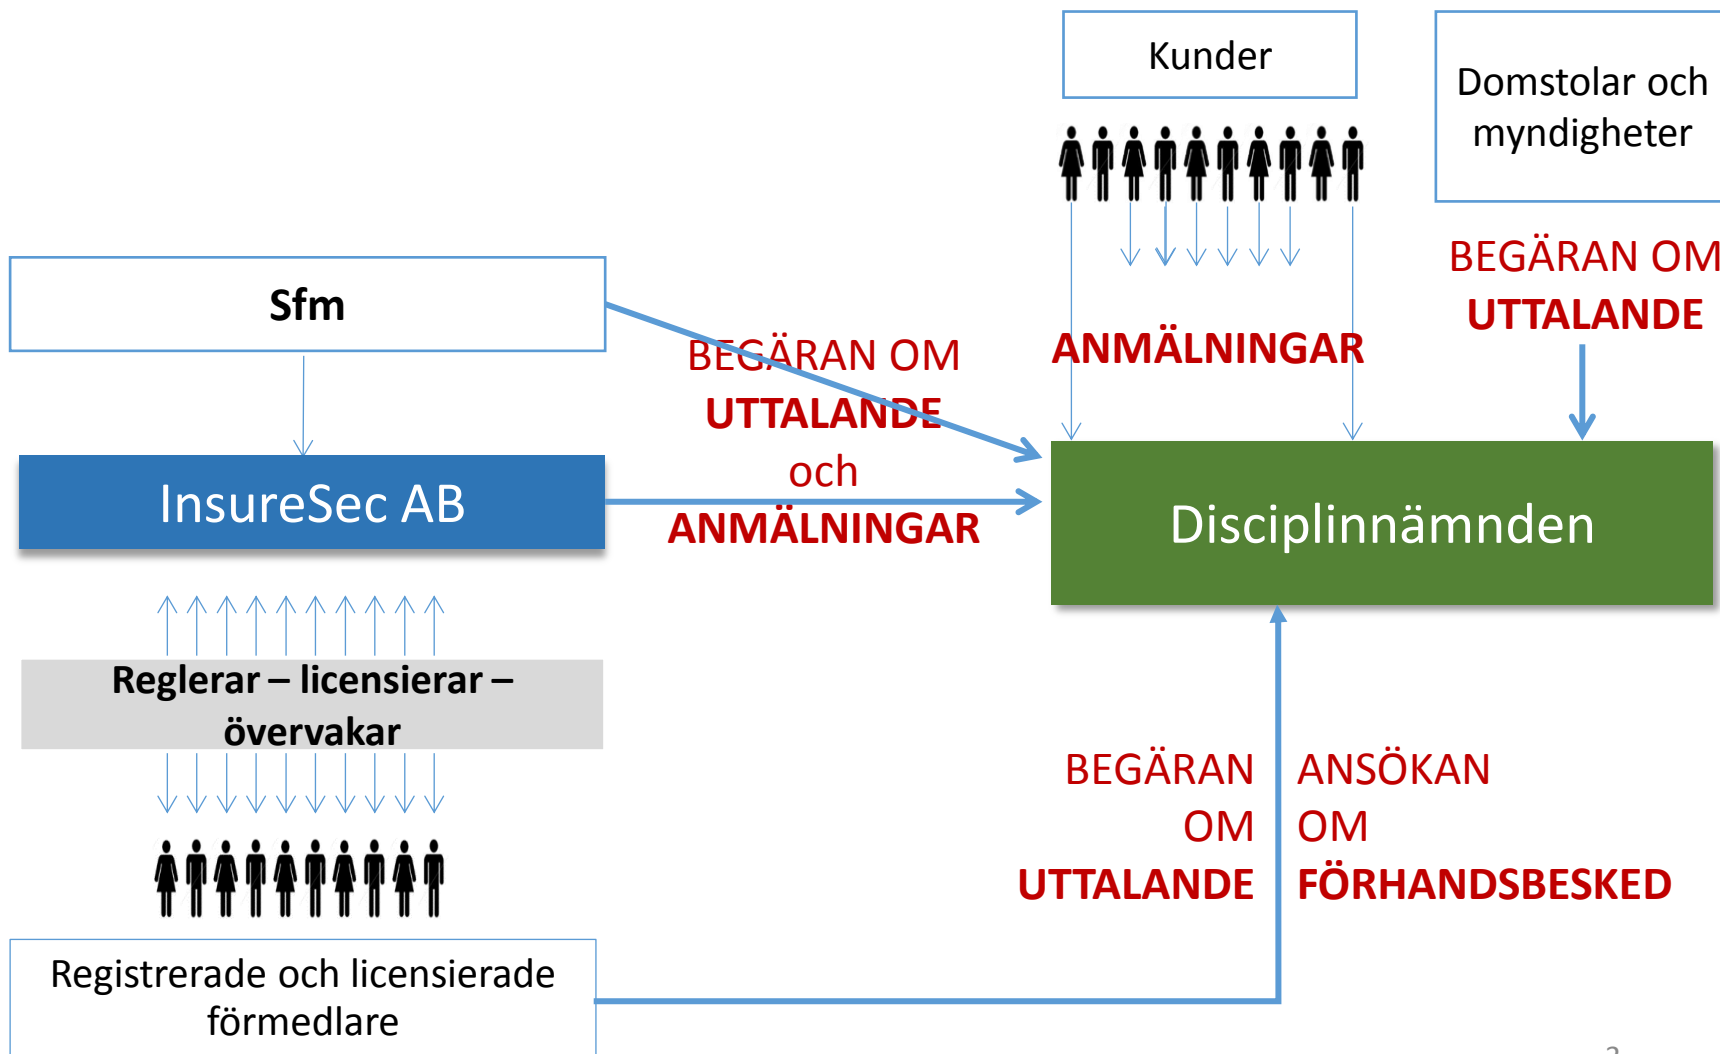 Kunder
Domstolar och
myndigheter
BEGÄRAN OM
UTTALANDE
Sfm
BEGÄRAN OM
UTTALANDE
och
ANMÄLNINGAR
ANMÄLNINGAR
InsureSec AB
Disciplinnämnden
Reglerar – licensierar –
övervakar
BEGÄRAN
OM
UTTALANDE
ANSÖKAN
OM
FÖRHANDSBESKED
Registrerade och licensierade
förmedlare